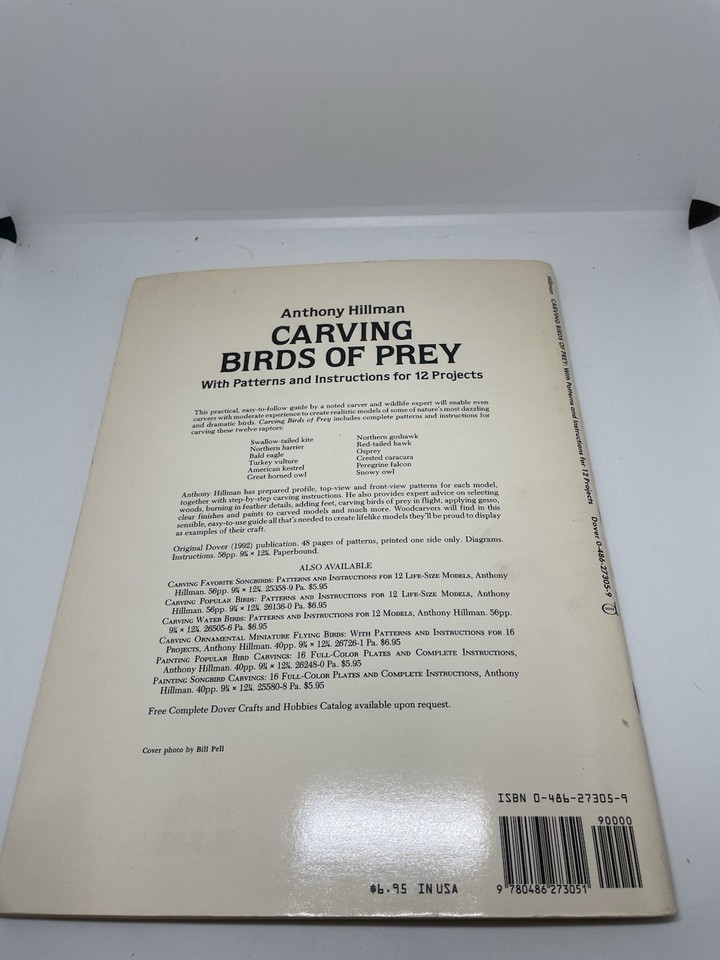 Anthony Hillman
CARVING
BIRDS OF PREY
With Patterns and Instructions for 12 Projects
This practical, easy-to-follow guide by a noted carver and wildlife expert will enable even
carvers with moderate experience to create realistic models of some of nature's most dazzling
and dramatic birds. Carving Birds of Prey includes complete patterns and instructions for
carving these twelve raptors:
Swallow-tailed kite
Northern harrier
Bald eagle
Turkey vulture
American kestrel
Great horned owl
Northern goshawk
Red-tailed hawk
Osprey
Crested caracara
Peregrine falcon
Snowy owl
Anthony Hillman has prepared profile, top-view and front-view patterns for each model,
together with step-by-step carving instructions. He also provides expert advice on selecting
woods, burning in feather details, adding feet, carving birds of prey in flight, applying gesso,
clear finishes and paints to carved models and much more. Woodcarvers will find in this
sensible, easy-to-use guide all that's needed to create lifelike models they'll be proud to display
as examples of their craft.
Original Dover (1992) publication. 48 pages of patterns, printed one side only. Diagrams.
Instructions. 56pp. 9¼ × 12¼. Paperbound.
ALSO AVAILABLE
CARVING FAVORITE SONGBIRDS: PATTERNS AND INSTRUCTIONS FOR 12 LIFE-SIZE MODELS, Anthony
Hillman. 56pp. 9¼ × 12¼. 25358-9 Pa. $5.95
CARVING POPULAR BIRDS: PATTERNS AND INSTRUCTIONS FOR 12 LIFE-SIZE MODELS, Anthony
Hillman. 56pp. 9¼ × 12¼. 26136-0 Pa. $6.95
CARVING WATER BIRDS: PATTERNS AND INSTRUCTIONS FOR 12 MODELS, Anthony Hillman. 56pp.
9¼ × 12¼. 26505-6 Pa. $6.95
CARVING ORNAMENTAL MINIATURE FLYING BIRDS: WITH PATTERNS AND INSTRUCTIONS FOR 16
PROJECTS, Anthony Hillman. 40pp. 9¼ × 12¼. 26726-1 Pa. $6.95
PAINTING POPULAR BIRD CARVINGS: 16 FULL-COLOR PLATES AND COMPLETE INSTRUCTIONS,
Anthony Hillman. 40pp. 9¼ × 12¼. 26248-0 Pa. $5.95
PAINTING SONGBIRD CARVINGS: 16 FULL-COLOR PLATES AND COMPLETE INSTRUCTIONS, Anthony
Hillman. 40pp. 9¼ × 12¼. 25580-8 Pa. $5.95
Free Complete Dover Crafts and Hobbies Catalog available upon request.
Cover photo by Bill Pell
ISBN 0-486-27305-9
90000
$6.95 IN USA
9 780486 273051
Hillman CARVING BIRDS OF PREY: With Patterns and Instructions for 12 Projects Dover 0-486-27305-9